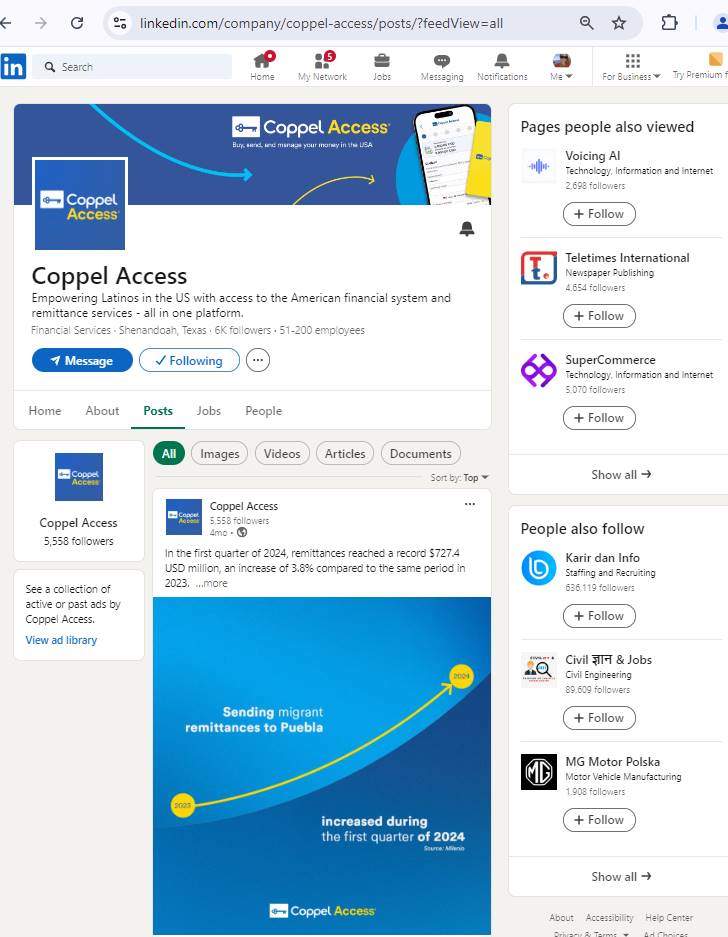 linkedin.com/company/coppel-access/posts/?feedView=all
in
Search
Home
5
My Network
Jobs
Messaging
Notifications
Me
For Business
Try Premium f
Coppel Access
Buy, send, and manage your money in the USA
Coppel
Access
Coppel Access
Empowering Latinos in the US with access to the American financial system and
remittance services - all in one platform.
Financial Services · Shenandoah, Texas · 6K followers · 51-200 employees
Message
Following
Home
About
Posts
Jobs
People
Coppel
Access
Coppel Access
5,558 followers
See a collection of
active or past ads by
Coppel Access.
View ad library
All
Images
Videos
Articles
Documents
Sort by: Top
Coppel
Access
Coppel Access
5,558 followers
4mo •
In the first quarter of 2024, remittances reached a record $727.4
USD million, an increase of 3.8% compared to the same period in
2023. ...more
2024
Sending migrant
remittances to Puebla
2023
increased during
the first quarter of 2024
Source: Milenio
Coppel Access
Pages people also viewed
Voicing AI
Technology, Information and Internet
2,698 followers
+ Follow
Teletimes International
Newspaper Publishing
4,654 followers
+ Follow
SuperCommerce
Technology, Information and Internet
5,070 followers
+ Follow
Show all →
People also follow
Karir dan Info
Staffing and Recruiting
636,119 followers
+ Follow
Civil ज्ञान & Jobs
Civil Engineering
89,609 followers
+ Follow
MG
MG Motor Polska
Motor Vehicle Manufacturing
1,908 followers
+ Follow
Show all →
About
Accessibility
Help Center
Privacy & Terms
Ad Choices